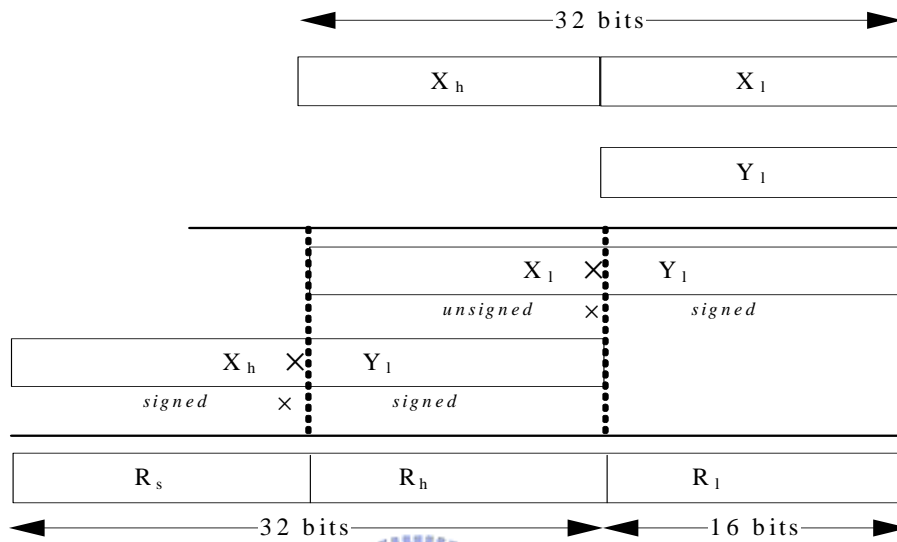 32 bits
X h X l
Y l
X l × Y l
unsigned × signed
X h × Y l
signed × signed
R s R h R l
32 bits 16 bits